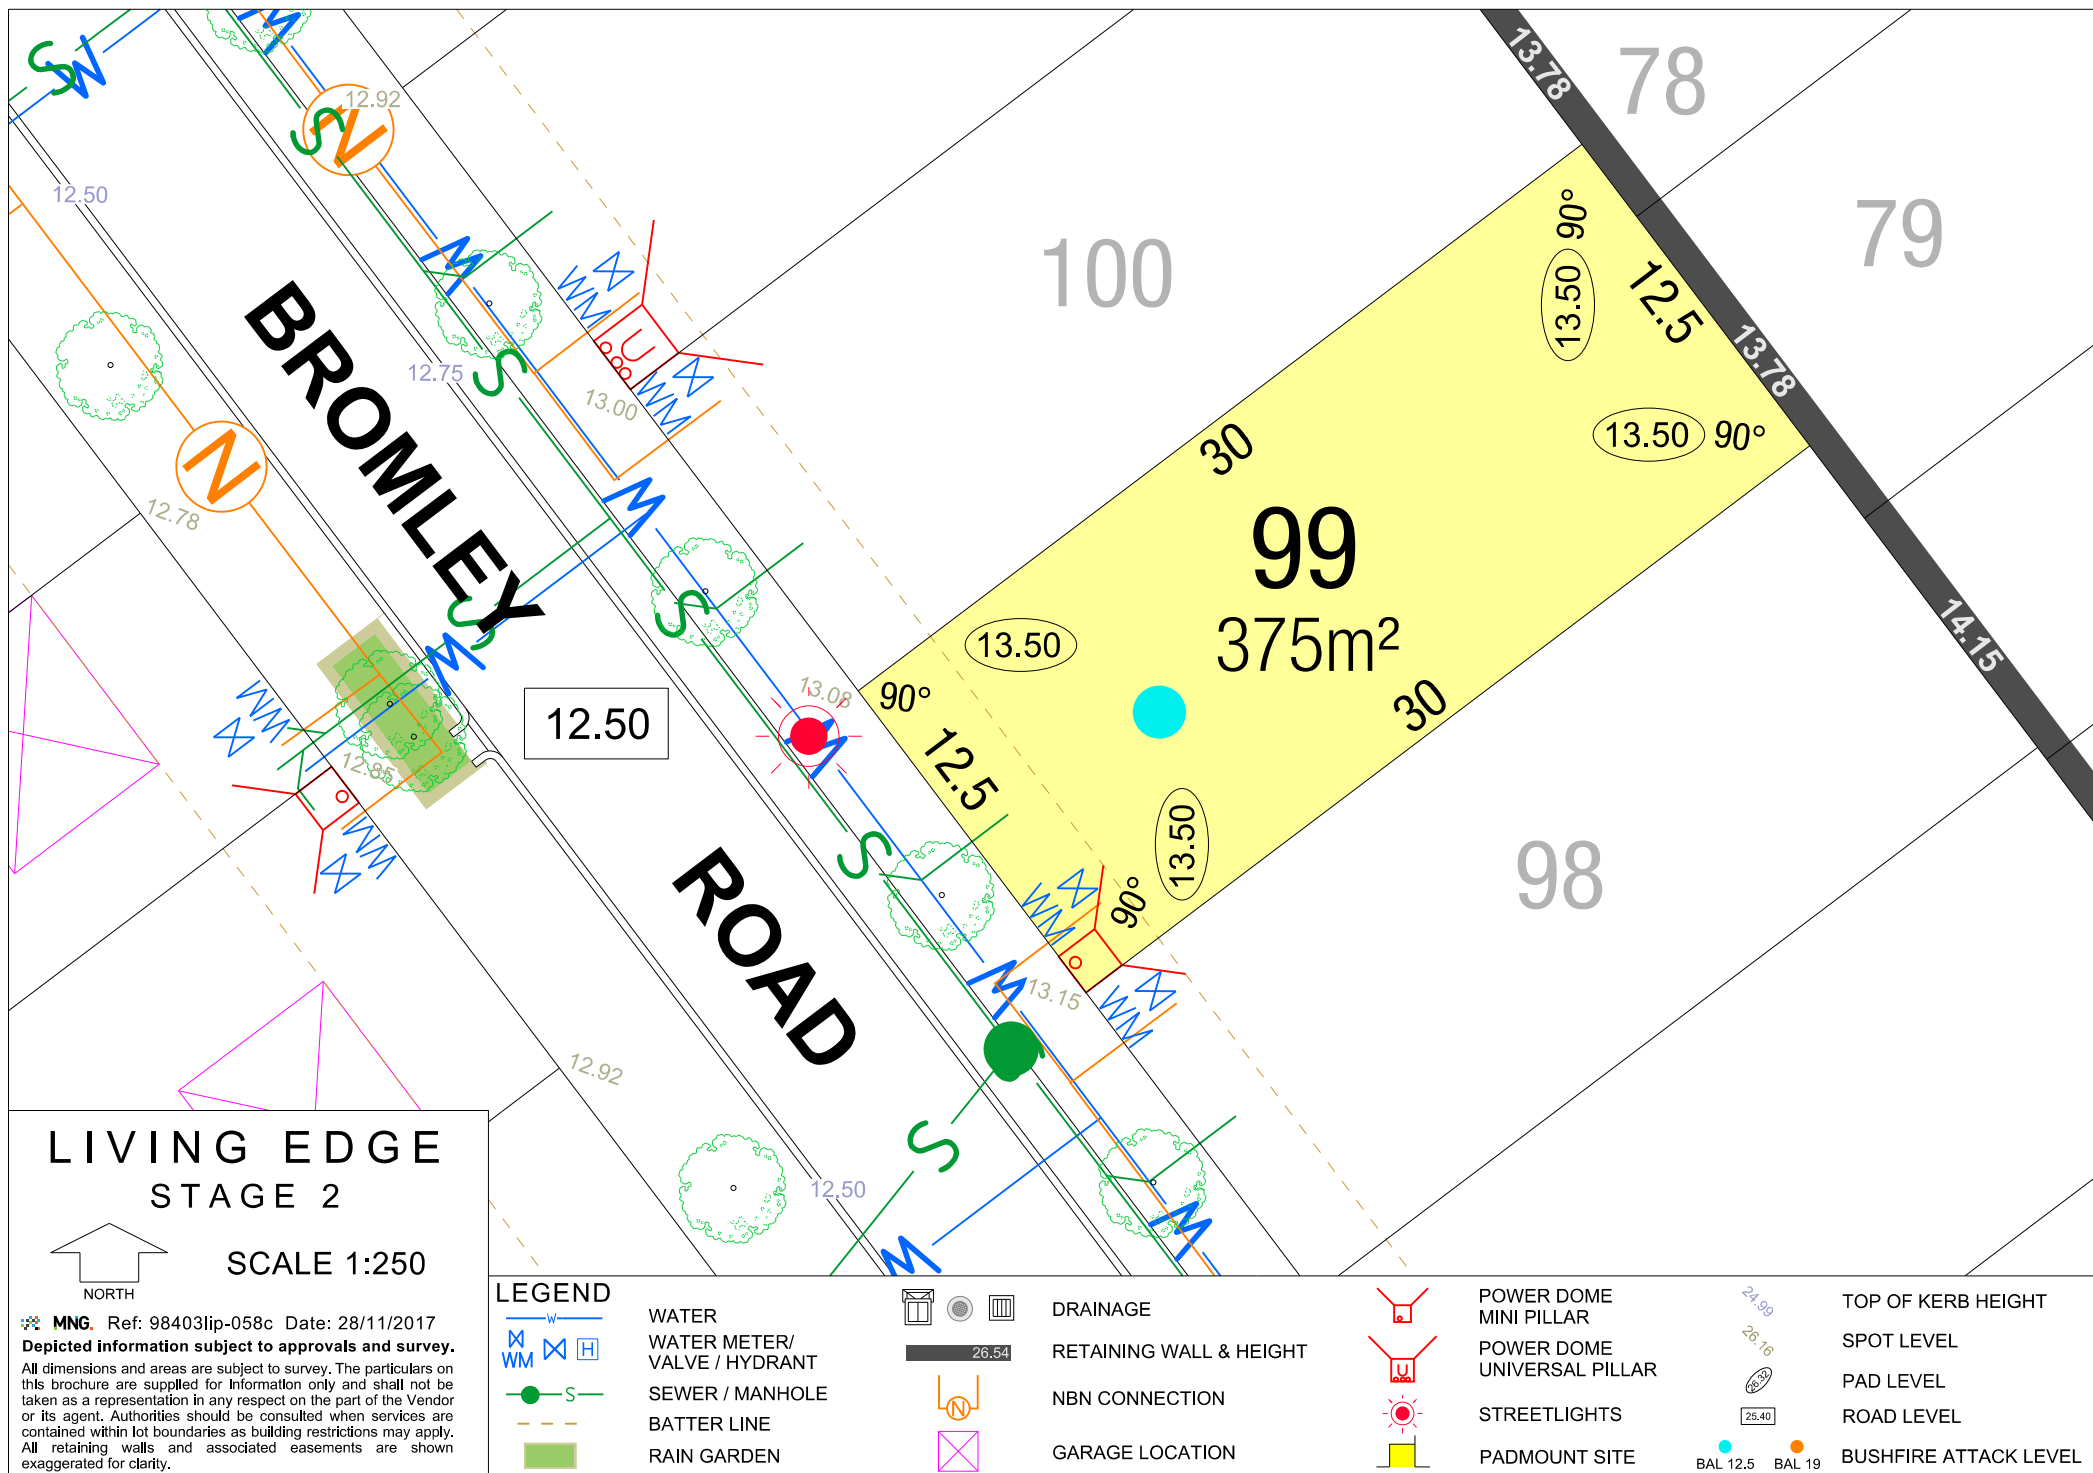 13.78
78
12.92
79
12.50
100
90°
13.50
12.5
BROMLEY
12.75
13.00
13.78
13.50 90°
30
12.78
99
375m²
13.50
14.15
13.08
90°
12.50
30
12.5
12.85
13.50
98
ROAD
90°
13.15
12.92
12.50
S
W
N
WM
U
LIVING EDGE
STAGE 2
NORTH
SCALE 1:250
MNG. Ref: 98403lip-058c Date: 28/11/2017
Depicted information subject to approvals and survey.
All dimensions and areas are subject to survey. The particulars on
this brochure are supplied for information only and shall not be
taken as a representation in any respect on the part of the Vendor
or its agent. Authorities should be consulted when services are
contained within lot boundaries as building restrictions may apply.
All retaining walls and associated easements are shown
exaggerated for clarity.
LEGEND
W WATER
WM H WATER METER/
VALVE / HYDRANT
S SEWER / MANHOLE
BATTER LINE
RAIN GARDEN
DRAINAGE
26.54 RETAINING WALL & HEIGHT
N NBN CONNECTION
GARAGE LOCATION
POWER DOME
MINI PILLAR
U POWER DOME
UNIVERSAL PILLAR
STREETLIGHTS
PADMOUNT SITE
24.99 TOP OF KERB HEIGHT
26.16 SPOT LEVEL
26.32 PAD LEVEL
25.40 ROAD LEVEL
BAL 12.5 BAL 19 BUSHFIRE ATTACK LEVEL